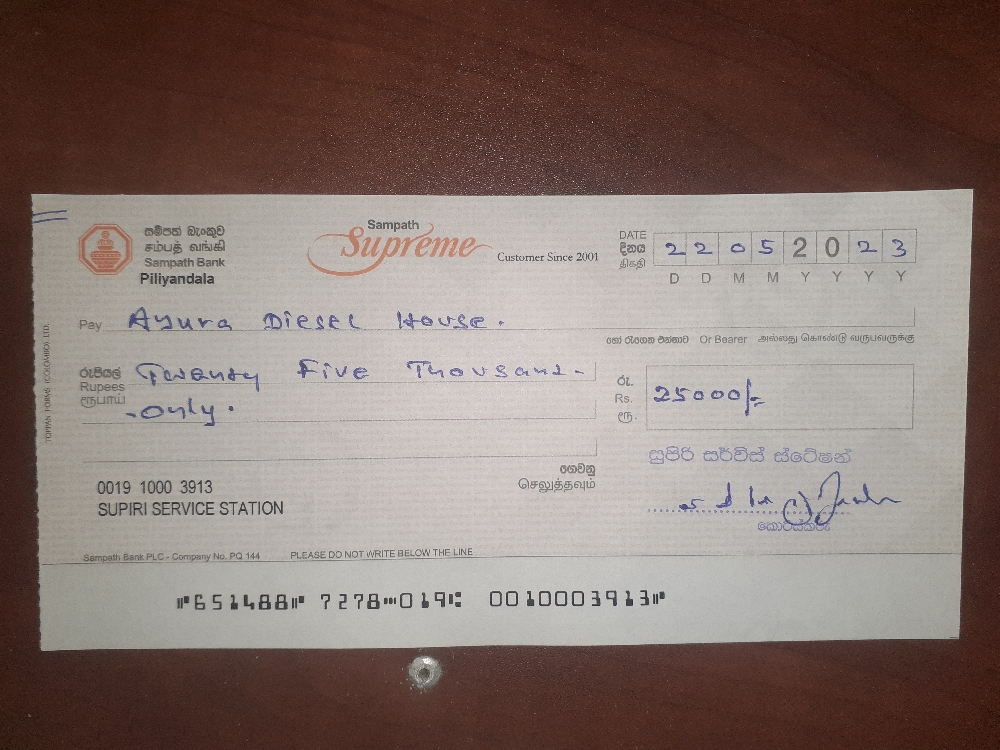 සම්පත් බැංකුව
சம்பத் வங்கி
Sampath Bank
Piliyandala
Sampath
Supreme
Customer Since 2001
DATE
දිනය
திகதி
2 2 0 5 2 0 2 3
D D M M Y Y Y Y
Pay Ayura Diesel House.
හෝ රැගෙන එන්නාට Or Bearer அல்லது கொண்டு வருபவருக்கு
රුපියල්
Rupees
ரூபாய்
Twenty Five Thousand -
- Only.
රු.
Rs.
ரூ.
25000/-
ගෙවනු
செலுத்தவும்
0019 1000 3913
SUPIRI SERVICE STATION
සුපිරි සර්විස් ස්ටේෂන්
Sampath Bank PLC - Company No. PQ 144
PLEASE DO NOT WRITE BELOW THE LINE
TOPPAN FORMS (COLOMBO) LTD.
⑈651488⑈ 7278⑉019⑆ 0010003913⑈